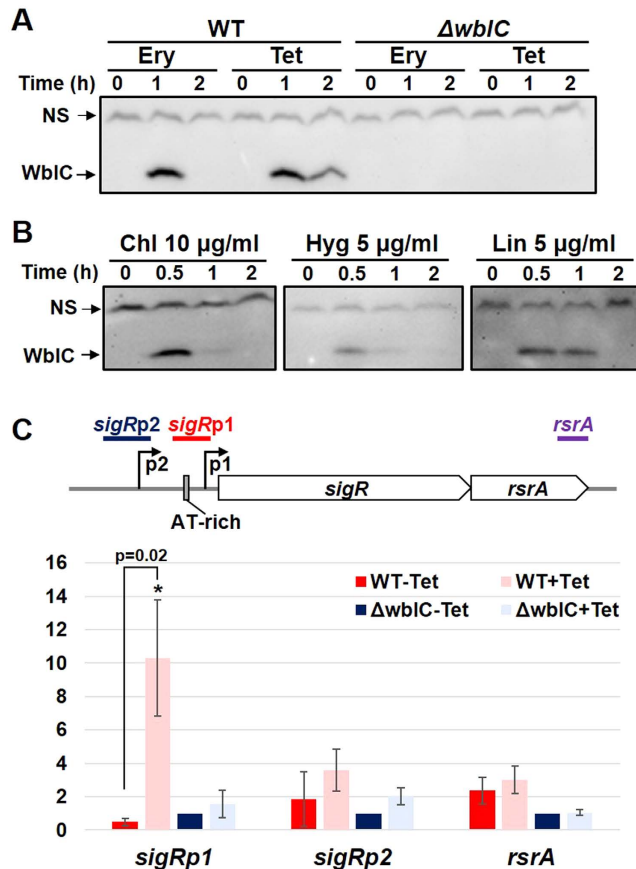 A
WT ΔwblC
Ery Tet Ery Tet
Time (h) 0 1 2 0 1 2 0 1 2 0 1 2
NS
WblC
B
Chl 10 µg/ml Hyg 5 µg/ml Lin 5 µg/ml
Time (h) 0 0.5 1 2 0 0.5 1 2 0 0.5 1 2
NS
WblC
C
sigRp2 sigRp1 rsrA
p2 p1
sigR rsrA
AT-rich
p=0.02
*
WT-Tet WT+Tet
ΔwblC-Tet ΔwblC+Tet
16
14
12
10
8
6
4
2
0
sigRp1 sigRp2 rsrA